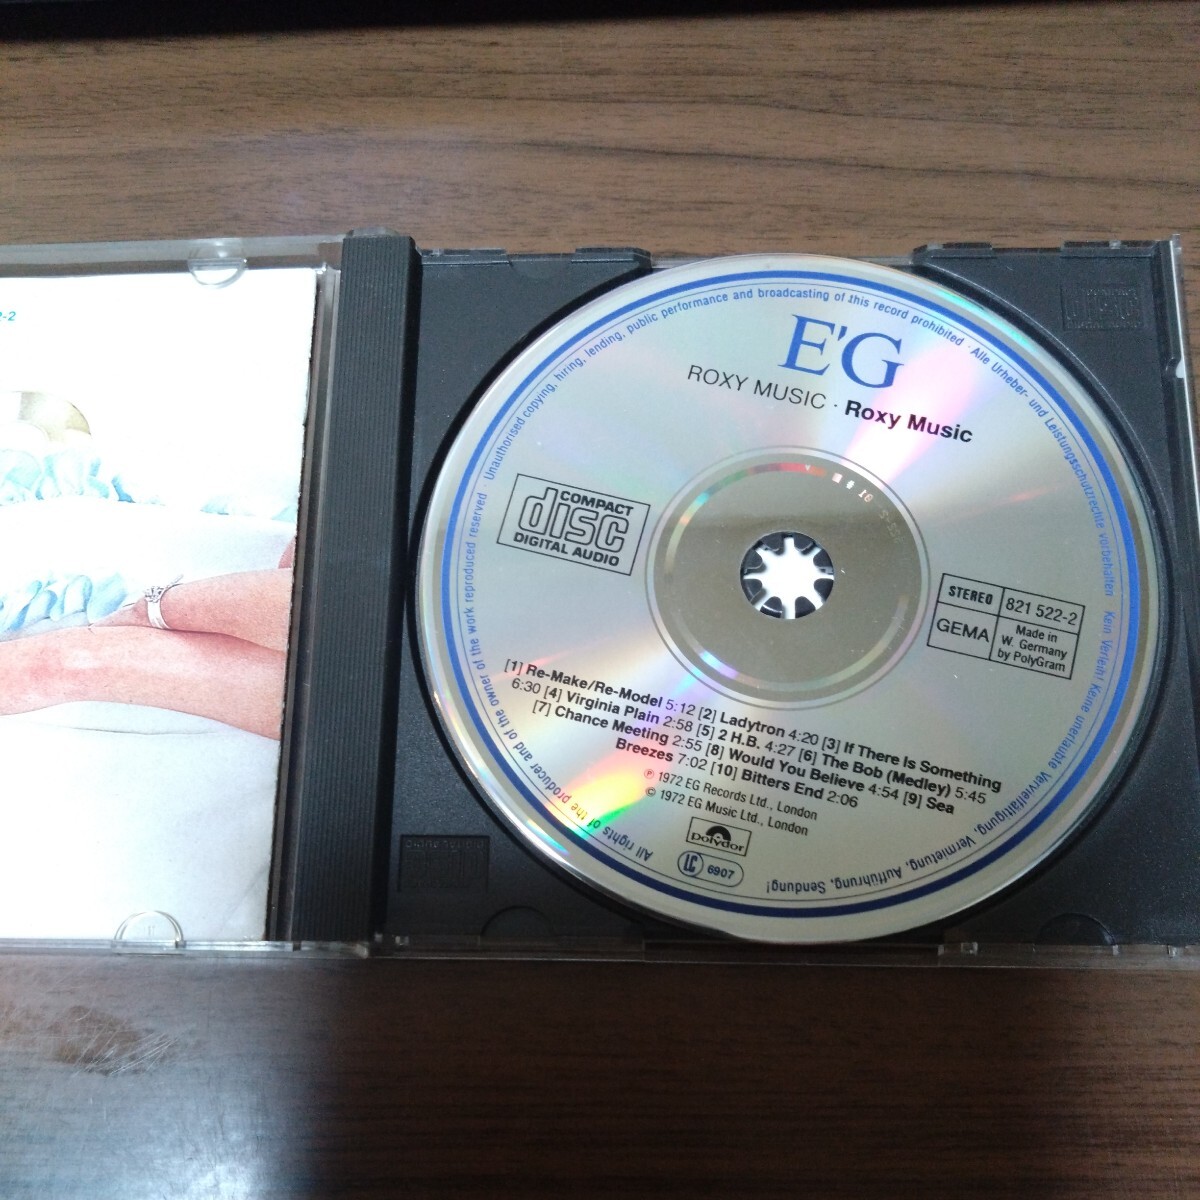 -2
E'G
ROXY MUSIC · Roxy Music
COMPACT
disc
DIGITAL AUDIO
STEREO
821 522-2
GEMA
Made in
W. Germany
by PolyGram
[1] Re-Make/Re-Model 5:12 [2] Ladytron 4:20 [3] If There Is Something
6:30 [4] Virginia Plain 2:58 [5] 2 H.B. 4:27 [6] The Bob (Medley) 5:45
[7] Chance Meeting 2:55 [8] Would You Believe 4:54 [9] Sea
Breezes 7:02 [10] Bitters End 2:06
℗ 1972 EG Records Ltd., London
© 1972 EG Music Ltd., London
Polydor
LC 6907
All rights of the producer and of the owner of the work reproduced reserved · Unauthorised copying, hiring, lending, public performance and broadcasting of this record prohibited · Alle Urheber- und Leistungsschutzrechte vorbehalten Kein Verleih! Keine unerlaubte Vervielfältigung, Vermietung, Aufführung, Sendung!